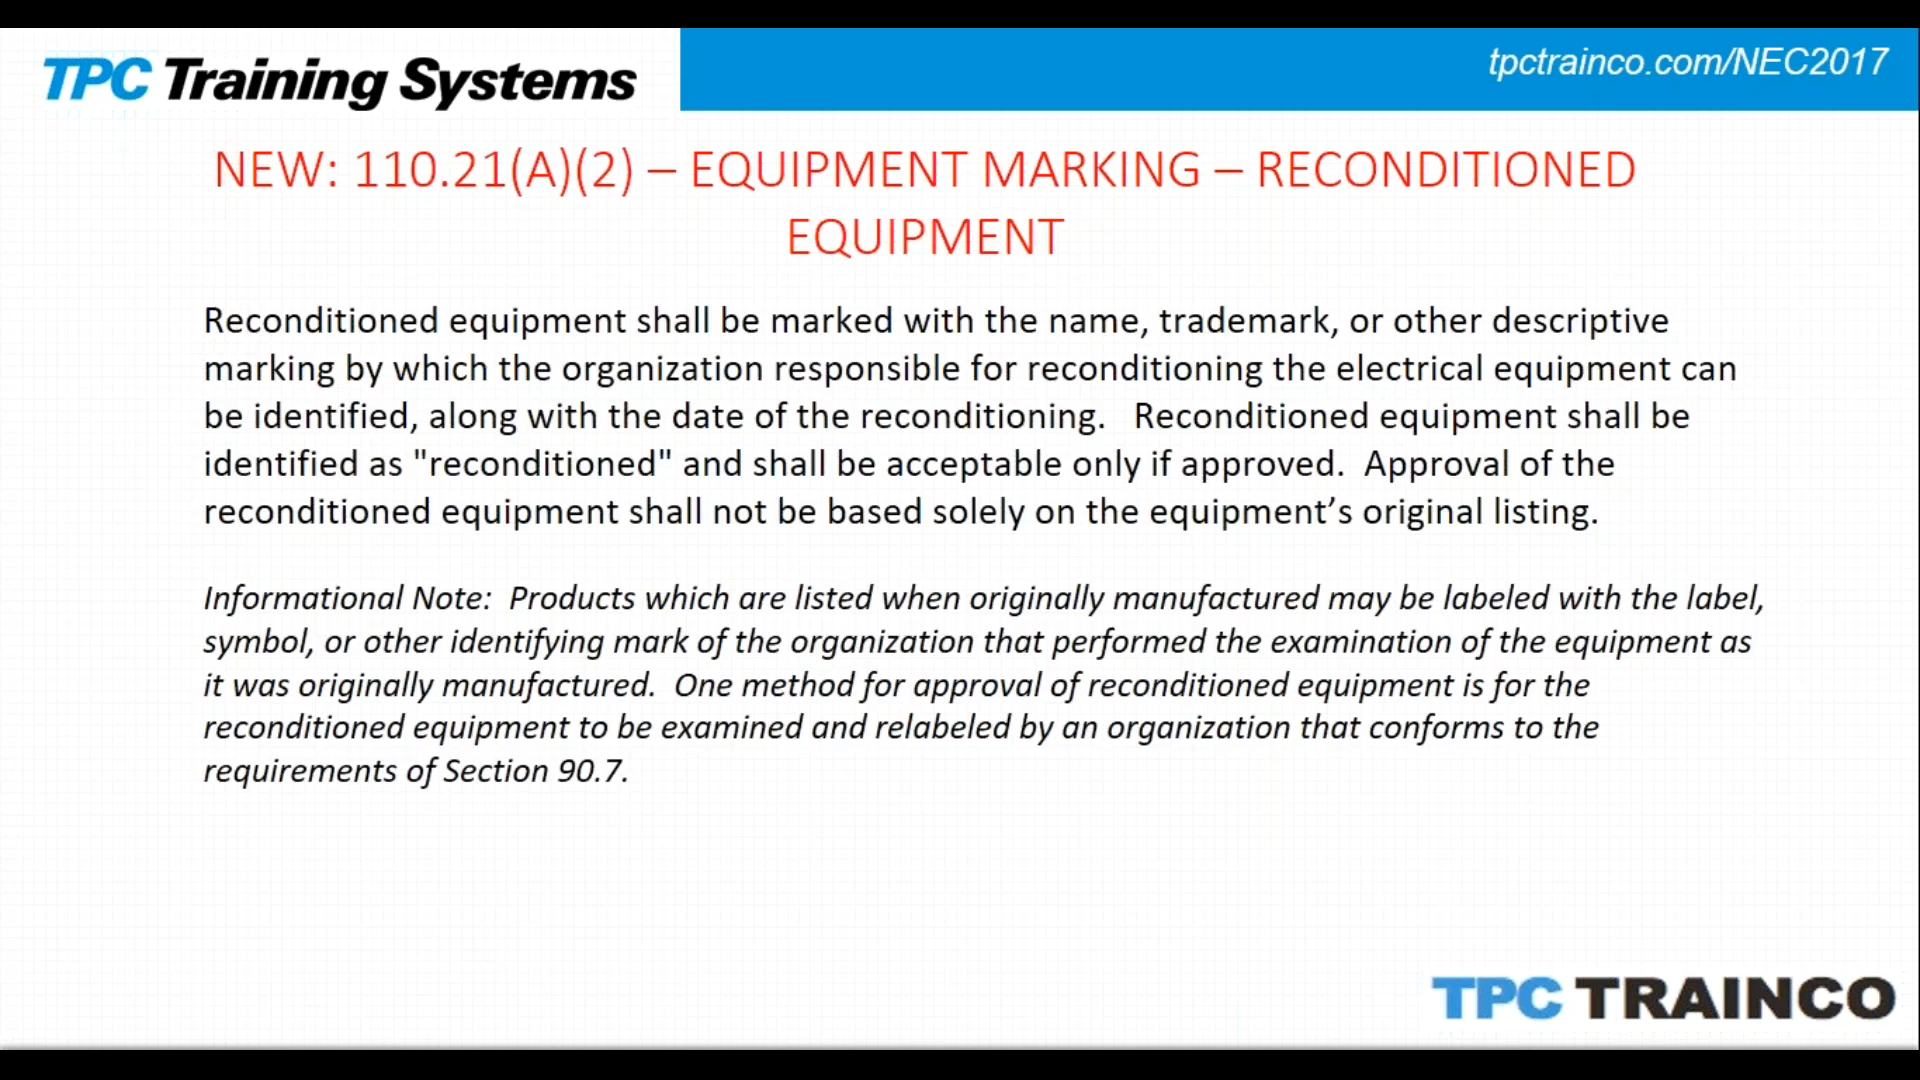 TPC Training Systems
tpctrainco.com/NEC2017
NEW: 110.21(A)(2) – EQUIPMENT MARKING – RECONDITIONED
EQUIPMENT
Reconditioned equipment shall be marked with the name, trademark, or other descriptive
marking by which the organization responsible for reconditioning the electrical equipment can
be identified, along with the date of the reconditioning.   Reconditioned equipment shall be
identified as "reconditioned" and shall be acceptable only if approved.  Approval of the
reconditioned equipment shall not be based solely on the equipment’s original listing.
Informational Note:  Products which are listed when originally manufactured may be labeled with the label,
symbol, or other identifying mark of the organization that performed the examination of the equipment as
it was originally manufactured.  One method for approval of reconditioned equipment is for the
reconditioned equipment to be examined and relabeled by an organization that conforms to the
requirements of Section 90.7.
TPC TRAINCO